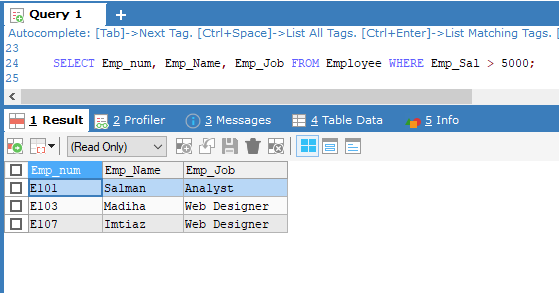 Query 1
Autocomplete: [Tab]->Next Tag. [Ctrl+Space]->List All Tags. [Ctrl+Enter]->List Matching Tags.
23
24 SELECT Emp_num, Emp_Name, Emp_Job FROM Employee WHERE Emp_Sal > 5000;
25
1 Result 2 Profiler 3 Messages 4 Table Data 5 Info
(Read Only)
Emp_num Emp_Name Emp_Job
E101 Salman Analyst
E103 Madiha Web Designer
E107 Imtiaz Web Designer